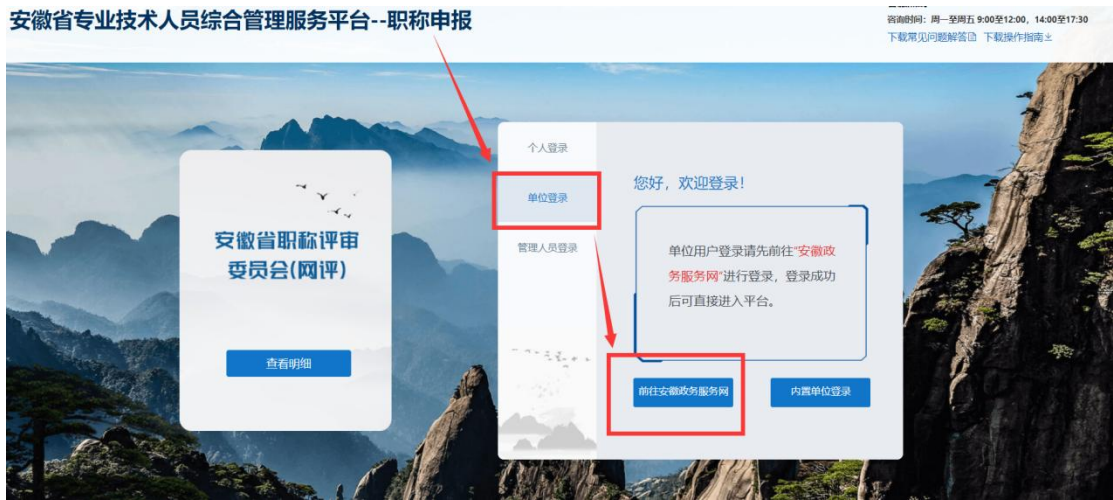 安徽省专业技术人员综合管理服务平台--职称申报
咨询时间：周一至周五 9:00至12:00，14:00至17:30
下载常见问题解答 下载操作指南
安徽省职称评审
委员会(网评)
查看明细
个人登录
单位登录
管理人员登录
您好，欢迎登录！
单位用户登录请先前往“安徽政
务服务网”进行登录，登录成功
后可直接进入平台。
前往安徽政务服务网
内置单位登录